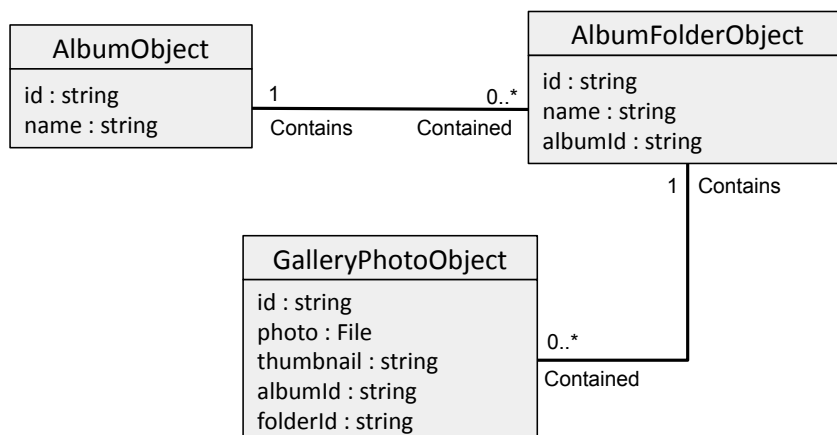 AlbumObject
id : string
name : string
1
Contains
0..*
Contained
AlbumFolderObject
id : string
name : string
albumId : string
1
Contains
GalleryPhotoObject
id : string
photo : File
thumbnail : string
albumId : string
folderId : string
0..*
Contained